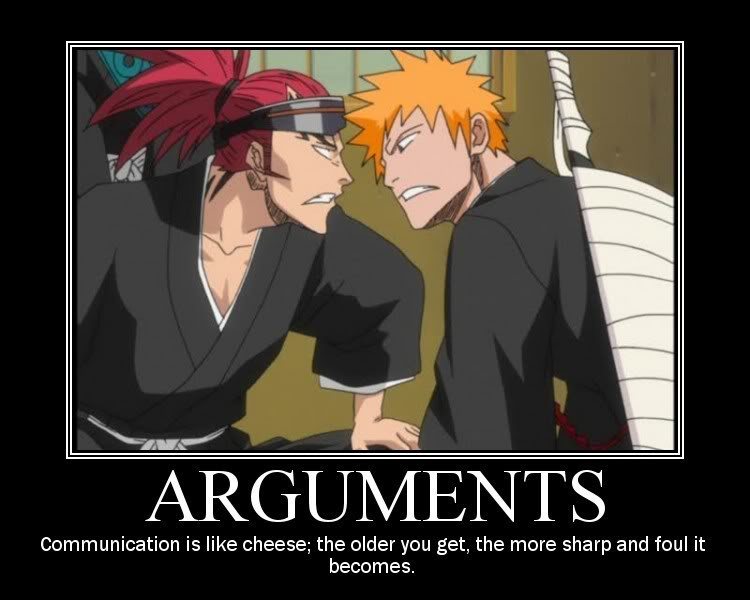 ARGUMENTS
Communication is like cheese; the older you get, the more sharp and foul it
becomes.